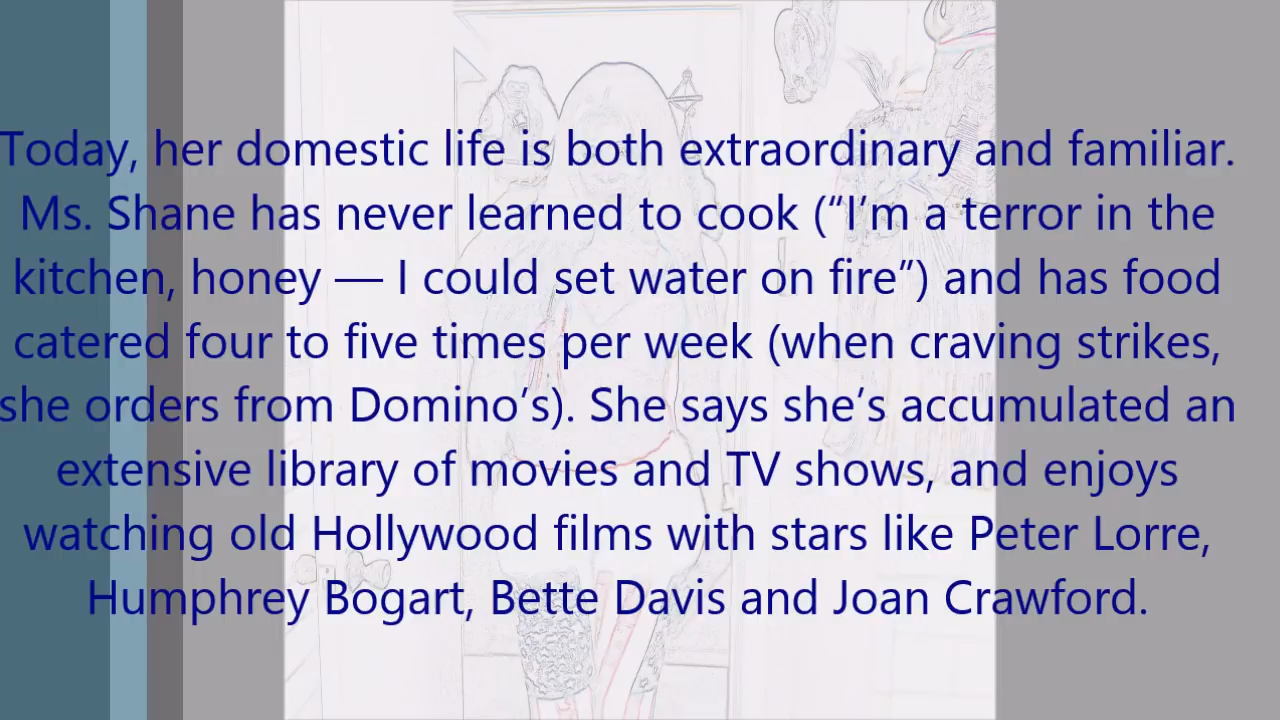 Today, her domestic life is both extraordinary and familiar.
Ms. Shane has never learned to cook (“I’m a terror in the
kitchen, honey — I could set water on fire”) and has food
catered four to five times per week (when craving strikes,
she orders from Domino’s). She says she’s accumulated an
extensive library of movies and TV shows, and enjoys
watching old Hollywood films with stars like Peter Lorre,
Humphrey Bogart, Bette Davis and Joan Crawford.